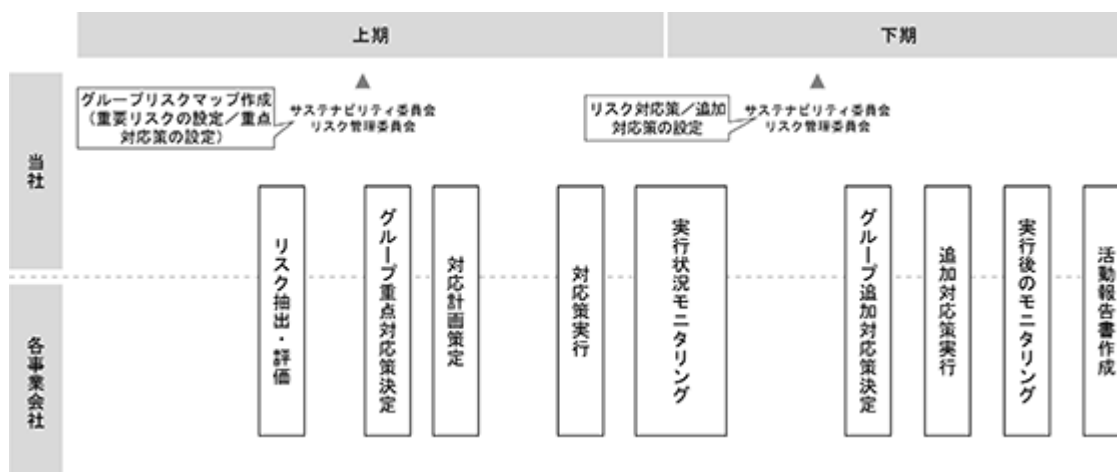 上期
下期
グループリスクマップ作成
（重要リスクの設定／重点
対応策の設定）
サステナビリティ委員会
リスク管理委員会
リスク対応策／追加
対応策の設定
サステナビリティ委員会
リスク管理委員会
当社
各事業会社
リスク抽出・評価
グループ重点対応策決定
対応計画策定
対応策実行
実行状況モニタリング
グループ追加対応策決定
追加対応策実行
実行後のモニタリング
活動報告書作成